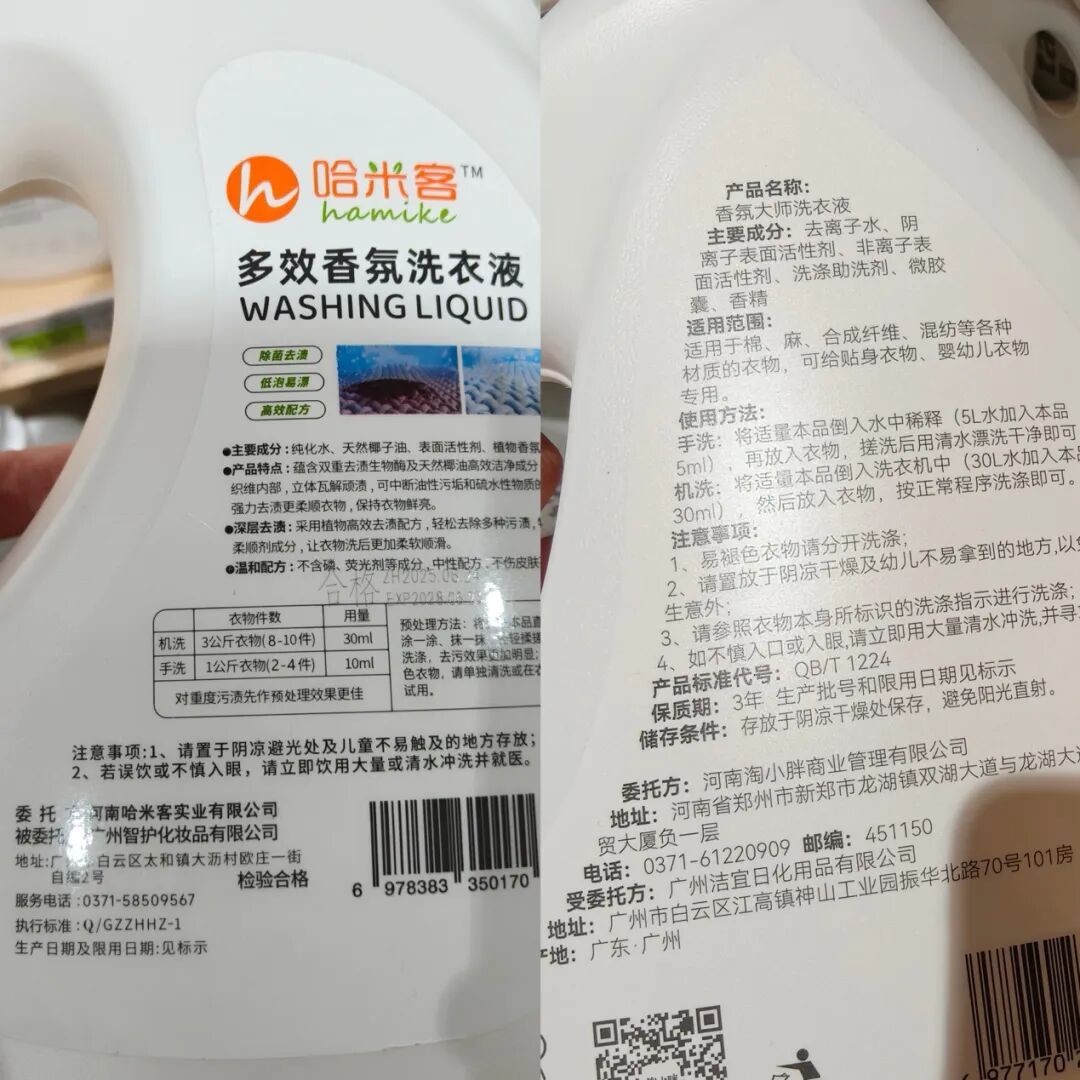 哈米客™
hamike
多效香氛洗衣液
WASHING LIQUID
除菌去渍
低泡易漂
高效配方
●主要成分:纯化水、天然椰子油、表面活性剂、植物香氛
●产品特点:蕴含双重去渍生物酶及天然椰油高效洁净成分
织维内部,立体瓦解顽渍,可中断油性污垢和硫水性物质的
强力去渍更柔顺衣物,保持衣物鲜亮。
●深层去渍:采用植物高效去渍配方,轻松去除多种污渍,
柔顺剂成分,让衣物洗后更加柔软顺滑。
●温和配方:不含磷、荧光剂等成分,中性配方,不伤皮肤
合格
衣物件数 用量
机洗 3公斤衣物(8-10件) 30ml
手洗 1公斤衣物(2-4件) 10ml
对重度污渍先作预处理效果更佳
预处理方法:将 本品直
涂一涂、抹一抹 轻揉搓
洗涤,去污效果更加明显;
色衣物,请单独清洗或在衣
试用。
注意事项:1、请置于阴凉避光处及儿童不易触及的地方存放;
2、若误饮或不慎入眼,请立即饮用大量或清水冲洗并就医。
委托 河南哈米客实业有限公司
被委托 广州智护化妆品有限公司
地址:广 白云区太和镇大沥村欧庄一街
自编2号
检验合格
服务电话:0371-58509567
执行标准:Q/GZZHHZ-1
生产日期及限用日期:见标示
6 978383 350170
产品名称:
香氛大师洗衣液
主要成分:去离子水、阴
离子表面活性剂、非离子表
面活性剂、洗涤助洗剂、微胶
囊、香精
适用范围:
适用于棉、麻、合成纤维、混纺等各种
材质的衣物,可给贴身衣物、婴幼儿衣物
专用。
使用方法:
手洗:将适量本品倒入水中稀释(5L水加入本品
5ml),再放入衣物,搓洗后用清水漂洗干净即可
机洗:将适量本品倒入洗衣机中(30L水加入本品
30ml),然后放入衣物,按正常程序洗涤即可。
注意事项:
1、易褪色衣物请分开洗涤;
2、请置放于阴凉干燥及幼儿不易拿到的地方,以免
生意外;
3、请参照衣物本身所标识的洗涤指示进行洗涤;
4、如不慎入口或入眼,请立即用大量清水冲洗,并寻
产品标准代号:QB/T 1224
保质期:3年 生产批号和限用日期见标示
储存条件:存放于阴凉干燥处保存,避免阳光直射。
委托方:河南淘小胖商业管理有限公司
地址:河南省郑州市新郑市龙湖镇双湖大道与龙湖大道
贸大厦负一层
电话:0371-61220909 邮编:451150
受委托方:广州洁宜日化用品有限公司
地址:广州市白云区江高镇神山工业园振华北路70号101房
产地:广东·广州
6 977170